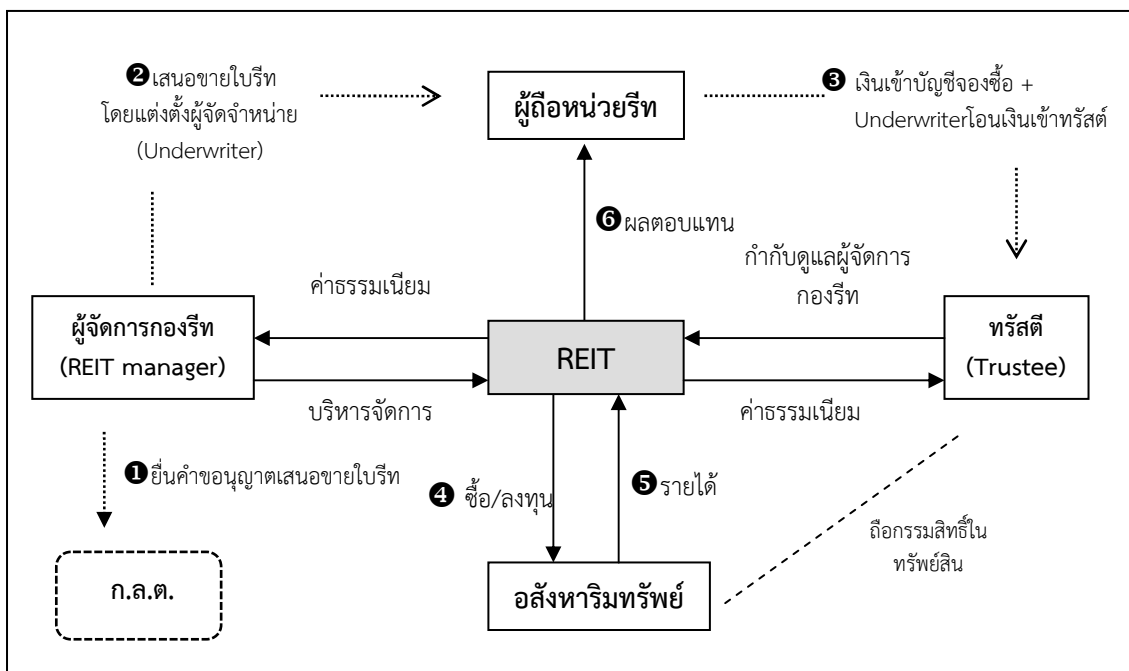 ❷เสนอขายใบรีท
โดยแต่งตั้งผู้จัดจำหน่าย
(Underwriter)
ผู้ถือหน่วยรีท
❸ เงินเข้าบัญชีจองซื้อ +
Underwriterโอนเงินเข้าทรัสต์
❻ผลตอบแทน
ค่าธรรมเนียม
กำกับดูแลผู้จัดการ
กองรีท
ผู้จัดการกองรีท
(REIT manager)
REIT
ทรัสตี
(Trustee)
บริหารจัดการ
ค่าธรรมเนียม
❶ยื่นคำขออนุญาตเสนอขายใบรีท
❹ ซื้อ/ลงทุน
❺รายได้
ถือกรรมสิทธิ์ใน
ทรัพย์สิน
ก.ล.ต.
อสังหาริมทรัพย์